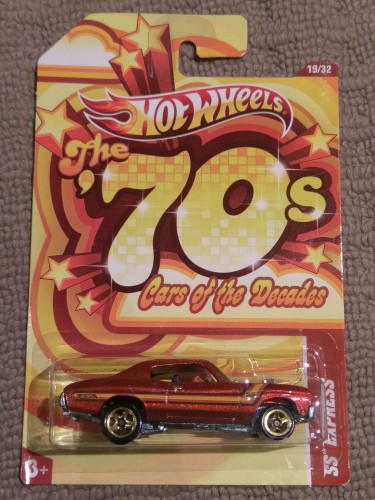 19/32
HOT WHEELS
The
'70s
Cars of the Decades
SS EXPRESS
3+